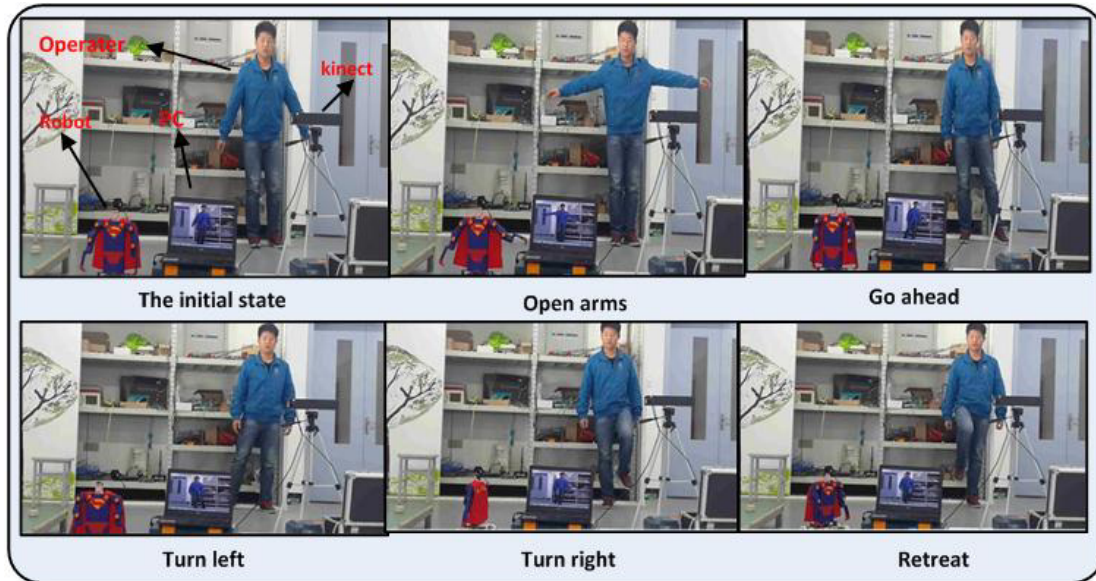 Operater
kinect
Robot
PC
The initial state
Open arms
Go ahead
Turn left
Turn right
Retreat